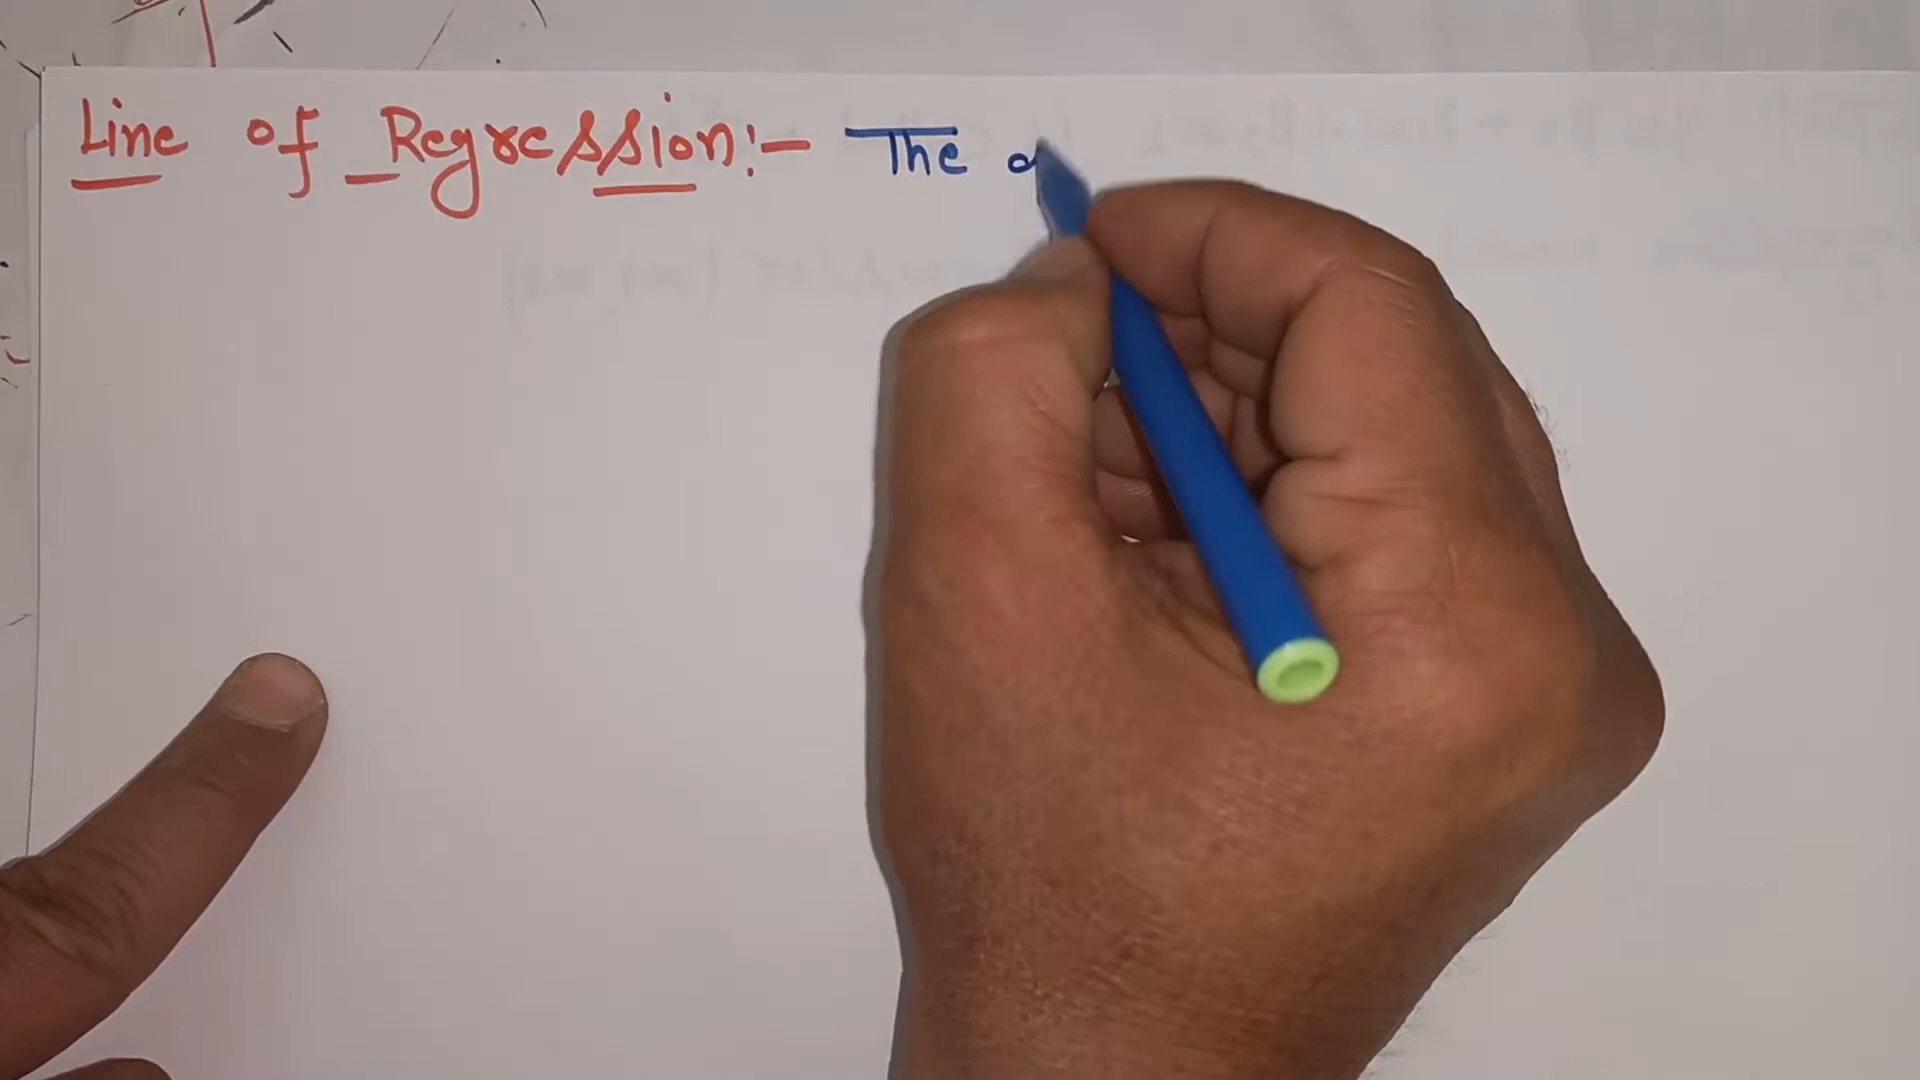 Line of Regression:- The